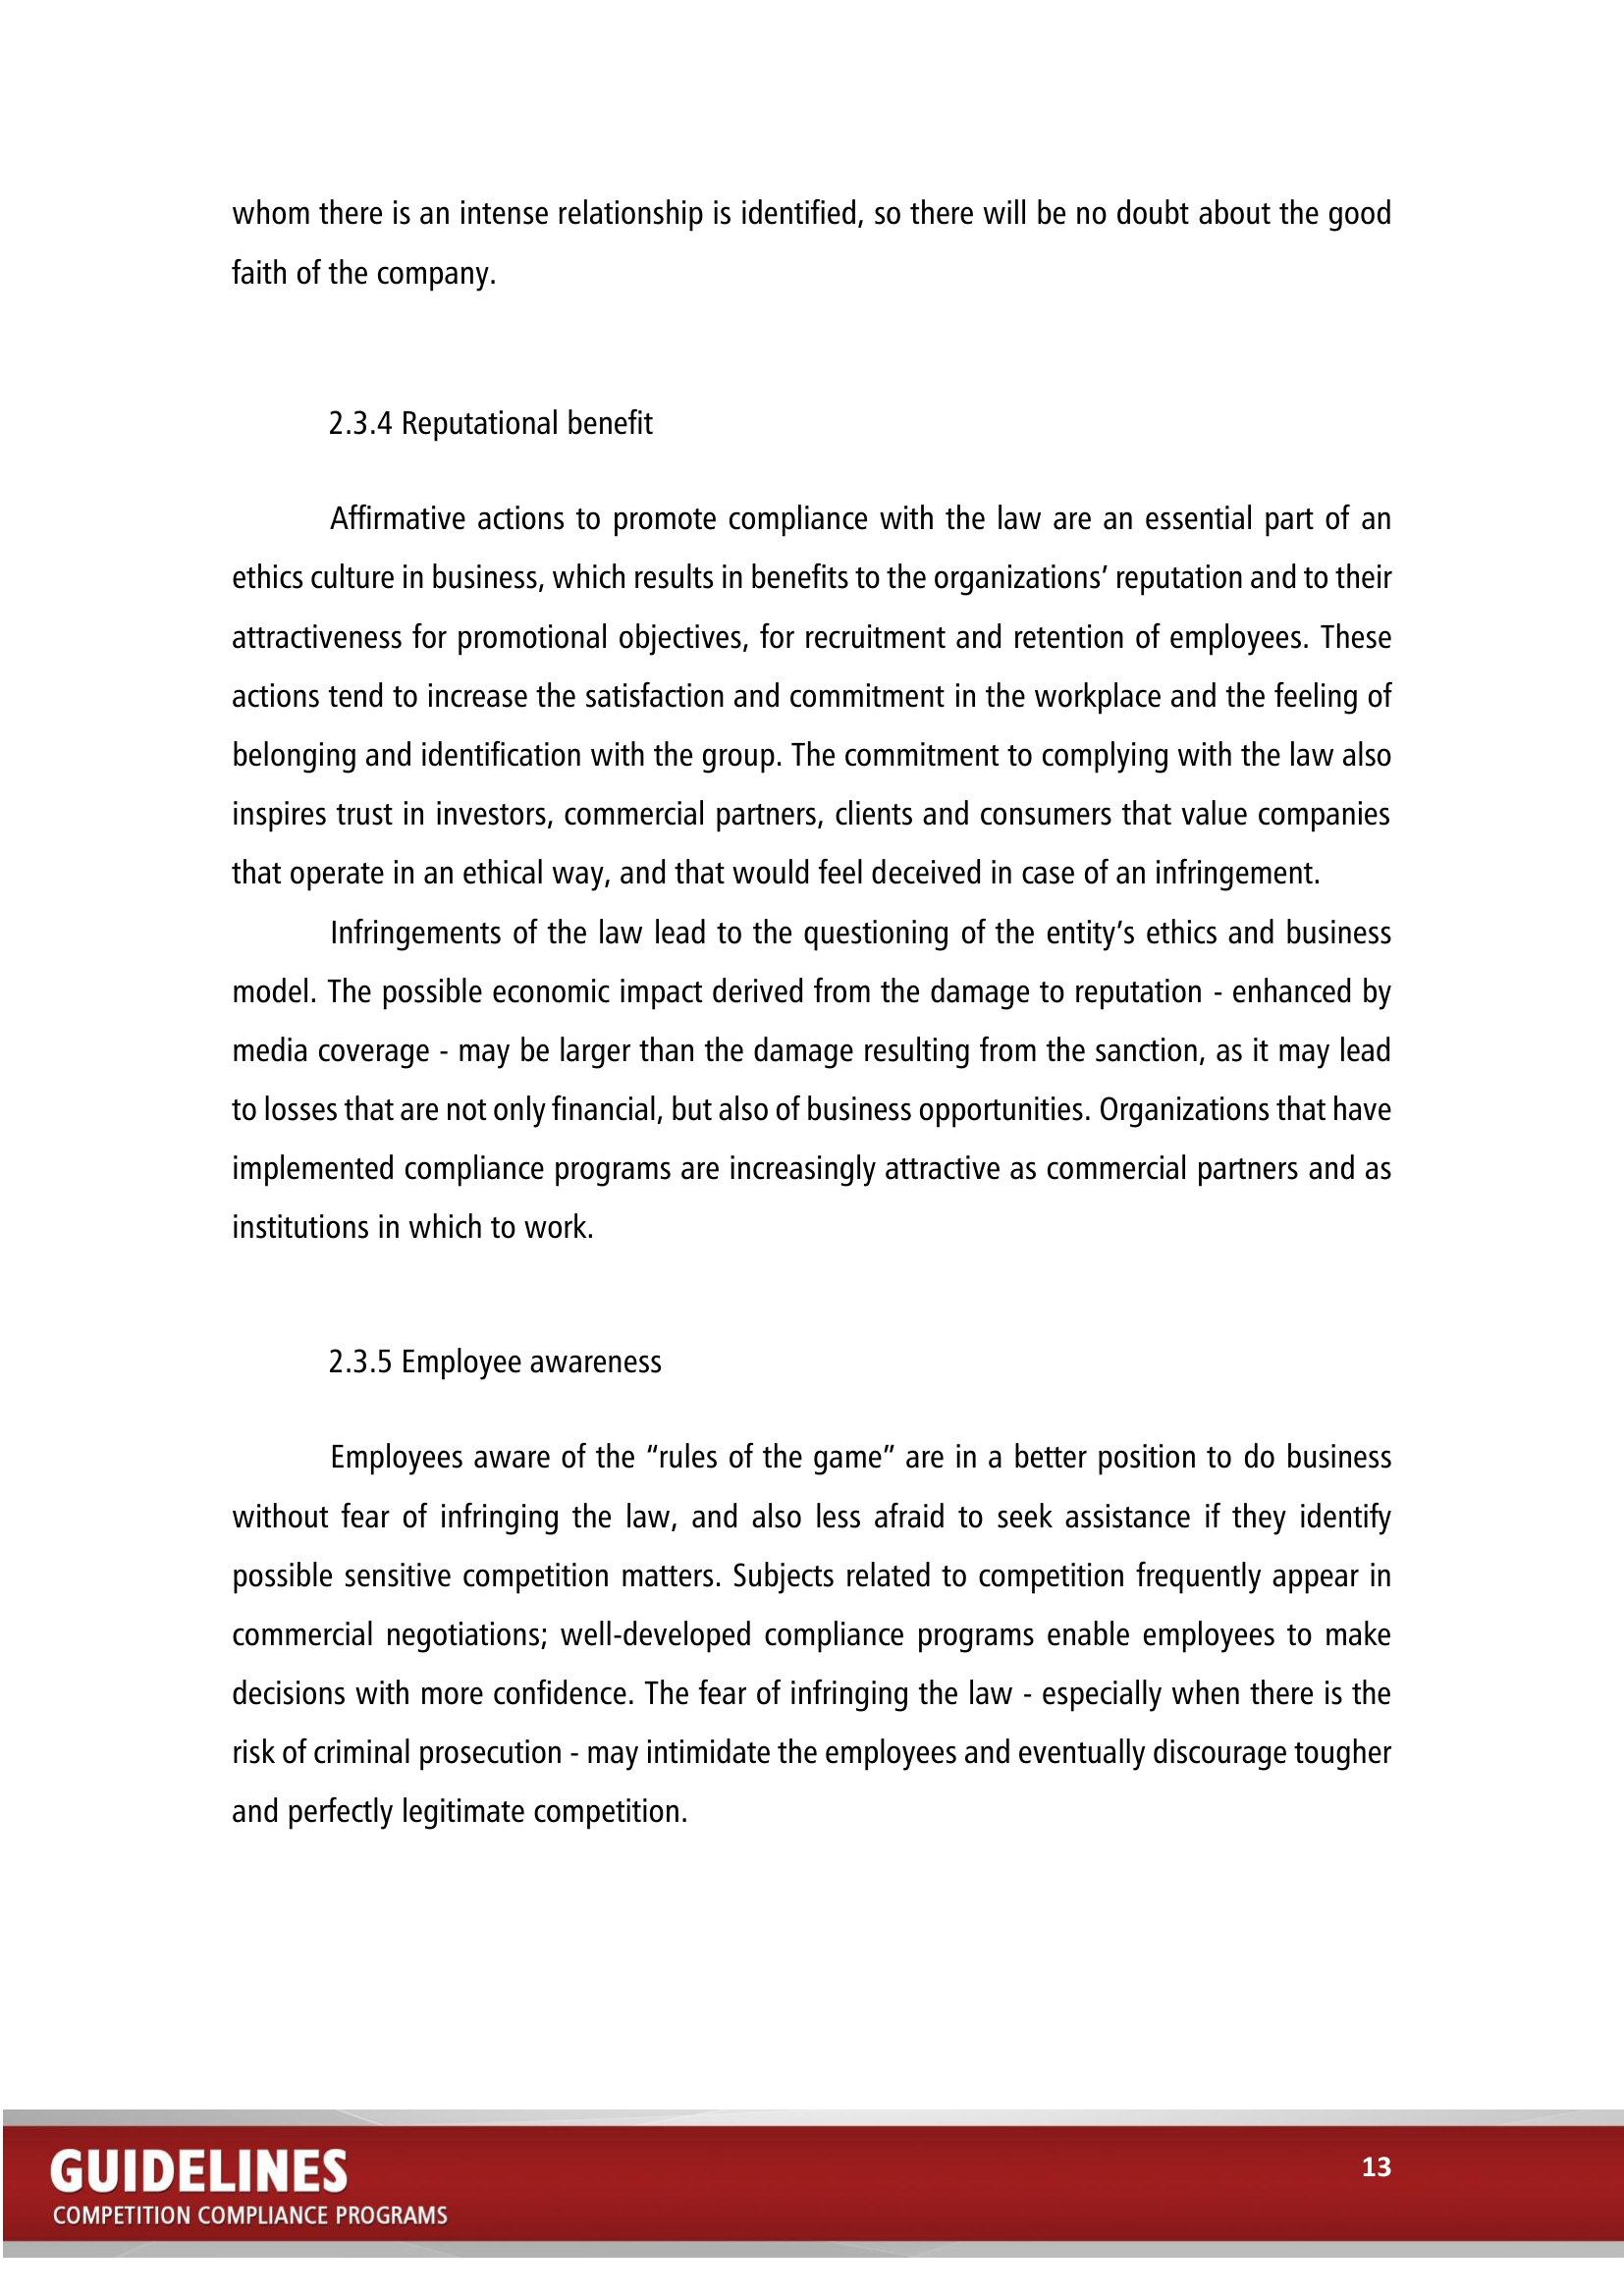 whom there is an intense relationship is identified, so there will be no doubt about the good
faith of the company.
2.3.4 Reputational benefit
Affirmative actions to promote compliance with the law are an essential part of an
ethics culture in business, which results in benefits to the organizations’ reputation and to their
attractiveness for promotional objectives, for recruitment and retention of employees. These
actions tend to increase the satisfaction and commitment in the workplace and the feeling of
belonging and identification with the group. The commitment to complying with the law also
inspires trust in investors, commercial partners, clients and consumers that value companies
that operate in an ethical way, and that would feel deceived in case of an infringement.
Infringements of the law lead to the questioning of the entity’s ethics and business
model. The possible economic impact derived from the damage to reputation - enhanced by
media coverage - may be larger than the damage resulting from the sanction, as it may lead
to losses that are not only financial, but also of business opportunities. Organizations that have
implemented compliance programs are increasingly attractive as commercial partners and as
institutions in which to work.
2.3.5 Employee awareness
Employees aware of the “rules of the game” are in a better position to do business
without fear of infringing the law, and also less afraid to seek assistance if they identify
possible sensitive competition matters. Subjects related to competition frequently appear in
commercial negotiations; well-developed compliance programs enable employees to make
decisions with more confidence. The fear of infringing the law - especially when there is the
risk of criminal prosecution - may intimidate the employees and eventually discourage tougher
and perfectly legitimate competition.
GUIDELINES
COMPETITION COMPLIANCE PROGRAMS
13